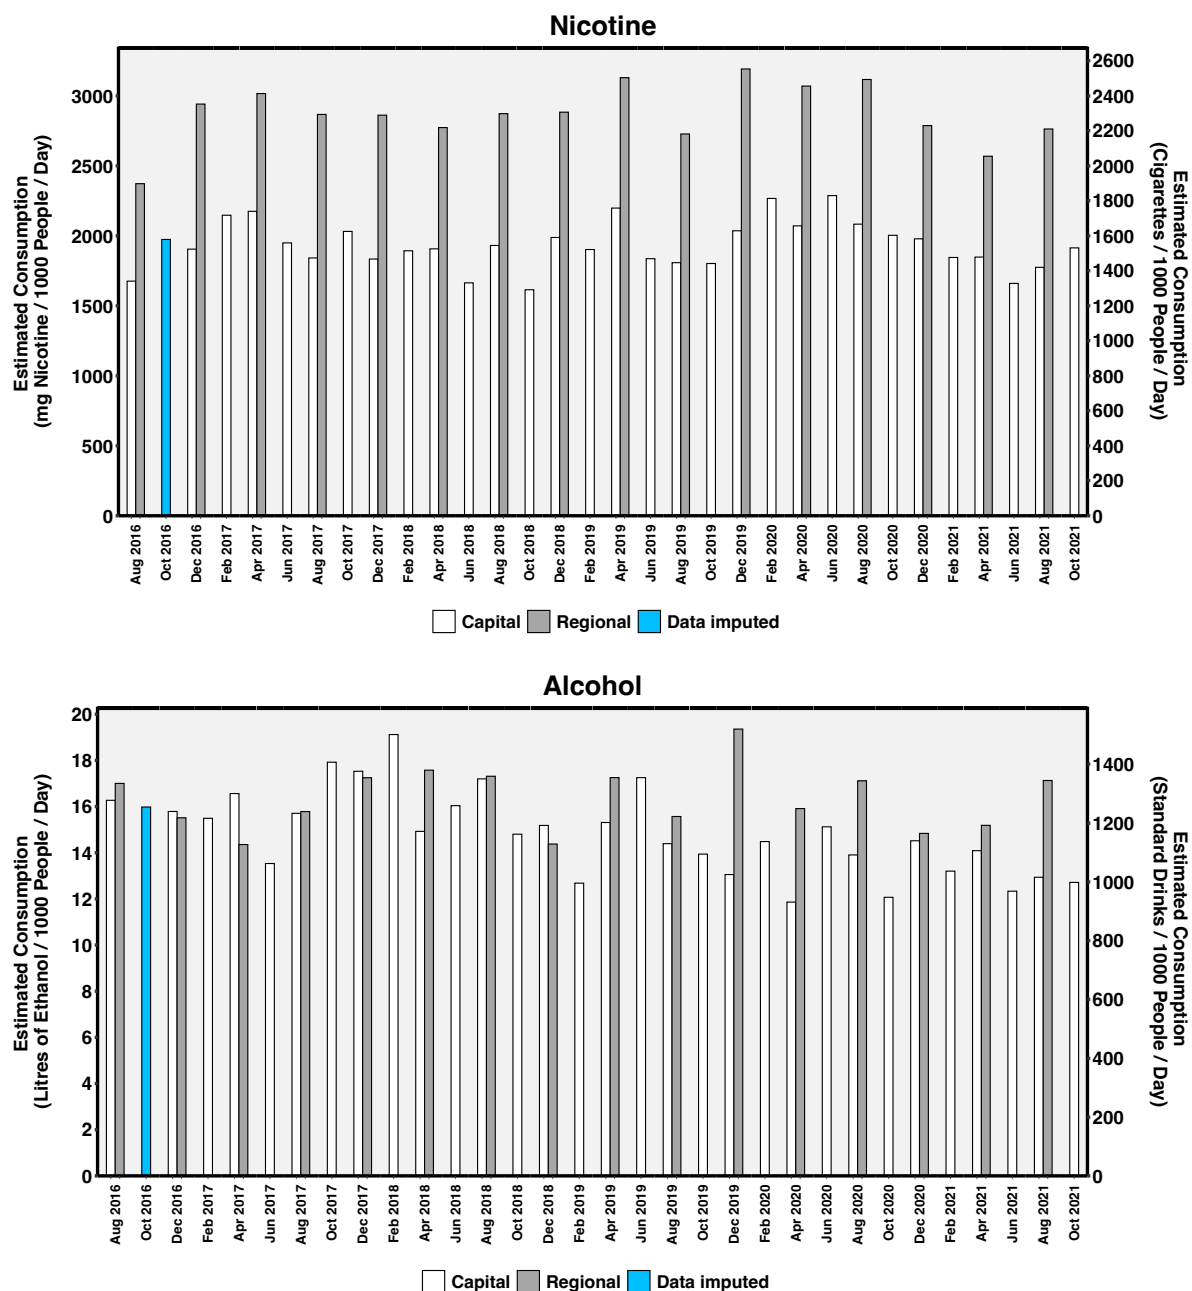 Nicotine
3000
2500
2000
1500
1000
500
0
Estimated Consumption
(mg Nicotine / 1000 People / Day)
2600
2400
2200
2000
1800
1600
1400
1200
1000
800
600
400
200
0
Estimated Consumption
(Cigarettes / 1000 People / Day)
Aug 2016
Oct 2016
Dec 2016
Feb 2017
Apr 2017
Jun 2017
Aug 2017
Oct 2017
Dec 2017
Feb 2018
Apr 2018
Jun 2018
Aug 2018
Oct 2018
Dec 2018
Feb 2019
Apr 2019
Jun 2019
Aug 2019
Oct 2019
Dec 2019
Feb 2020
Apr 2020
Jun 2020
Aug 2020
Oct 2020
Dec 2020
Feb 2021
Apr 2021
Jun 2021
Aug 2021
Oct 2021
Capital Regional Data imputed
Alcohol
20
18
16
14
12
10
8
6
4
2
0
Estimated Consumption
(Litres of Ethanol / 1000 People / Day)
1400
1200
1000
800
600
400
200
0
Estimated Consumption
(Standard Drinks / 1000 People / Day)
Aug 2016
Oct 2016
Dec 2016
Feb 2017
Apr 2017
Jun 2017
Aug 2017
Oct 2017
Dec 2017
Feb 2018
Apr 2018
Jun 2018
Aug 2018
Oct 2018
Dec 2018
Feb 2019
Apr 2019
Jun 2019
Aug 2019
Oct 2019
Dec 2019
Feb 2020
Apr 2020
Jun 2020
Aug 2020
Oct 2020
Dec 2020
Feb 2021
Apr 2021
Jun 2021
Aug 2021
Oct 2021
Capital Regional Data imputed